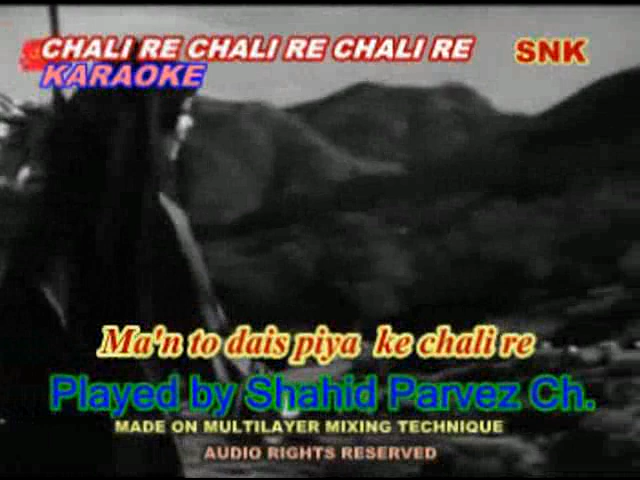 CHALI RE CHALI RE CHALI RE SNK
KARAOKE
Ma'n to dais piya ke chali re
Played by Shahid Parvez Ch.
MADE ON MULTILAYER MIXING TECHNIQUE
AUDIO RIGHTS RESERVED